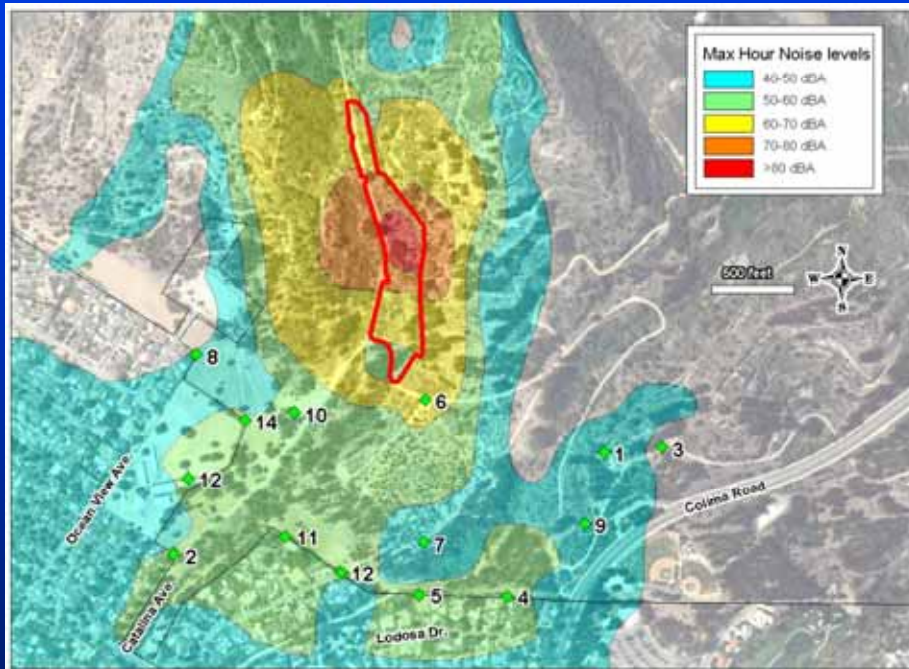 Max Hour Noise levels
40-50 dBA
50-60 dBA
60-70 dBA
70-80 dBA
>80 dBA
N
W E
S
500 feet
8
6
14
10
1
3
12
Colima Road
Ocean View Ave
9
11
7
2
12
5
4
Catalina Ave
Lodosa Dr.